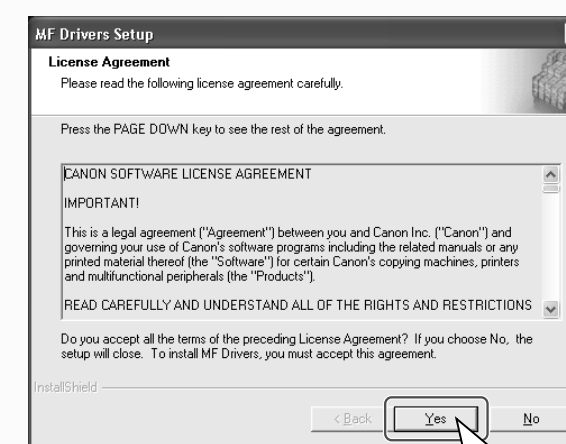 MF Drivers Setup
License Agreement
Please read the following license agreement carefully.
Press the PAGE DOWN key to see the rest of the agreement.
CANON SOFTWARE LICENSE AGREEMENT
IMPORTANT!
This is a legal agreement ("Agreement") between you and Canon Inc. ("Canon") and
governing your use of Canon's software programs including the related manuals or any
printed material thereof (the "Software") for certain Canon's copying machines, printers
and multifunctional peripherals (the "Products").
READ CAREFULLY AND UNDERSTAND ALL OF THE RIGHTS AND RESTRICTIONS
Do you accept all the terms of the preceding License Agreement? If you choose No, the
setup will close. To install MF Drivers, you must accept this agreement.
InstallShield
< Back Yes No